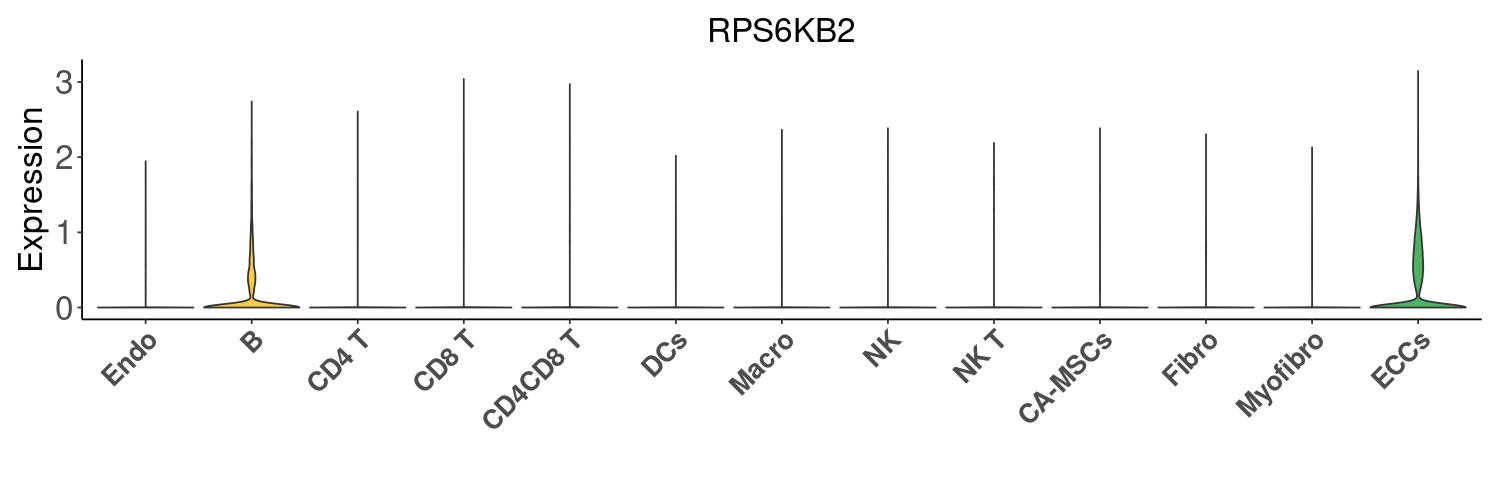 RPS6KB2
Expression
3
2
1
0
Endo
B
CD4 T
CD8 T
CD4CD8 T
DCs
Macro
NK
NK T
CA-MSCs
Fibro
Myofibro
ECCs